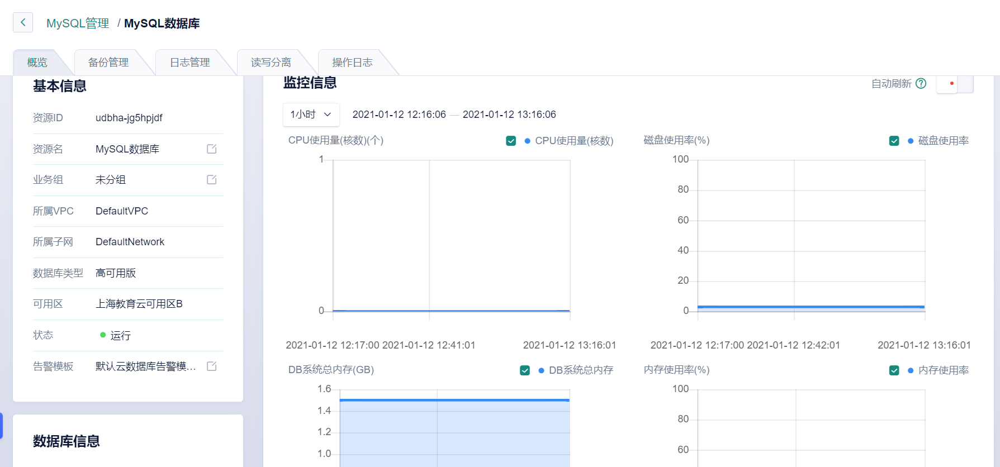 MySQL管理 / MySQL数据库
概览 备份管理 日志管理 读写分离 操作日志
基本信息
资源ID udbha-jg5hpjdf
资源名 MySQL数据库
业务组 未分组
所属VPC DefaultVPC
所属子网 DefaultNetwork
数据库类型 高可用版
可用区 上海教育云可用区B
状态 运行
告警模板 默认云数据库告警模...
数据库信息
监控信息
自动刷新 ?
1小时 2021-01-12 12:16:06 — 2021-01-12 13:16:06
CPU使用量(核数)(个) CPU使用量(核数)
1
0
2021-01-12 12:17:00 2021-01-12 12:41:01 2021-01-12 13:16:01
磁盘使用率(%) 磁盘使用率
100
80
60
40
20
0
2021-01-12 12:17:00 2021-01-12 12:42:01 2021-01-12 13:16:01
DB系统总内存(GB) DB系统总内存
1.6
1.4
1.2
1.0
内存使用率(%) 内存使用率
100
80
60